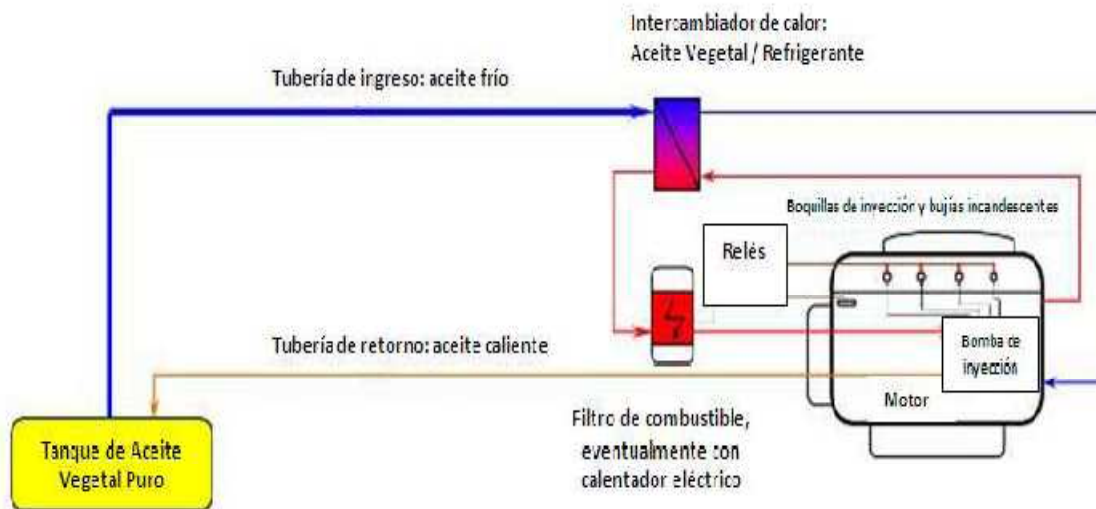 Intercambiador de calor:
Aceite Vegetal / Refrigerante
Tubería de ingreso: aceite frío
Boquillas de inyección y bujías incandescentes
Relés
Tubería de retorno: aceite caliente
Bomba de
inyección
Motor
Filtro de combustible,
eventualmente con
calentador eléctrico
Tanque de Aceite
Vegetal Puro